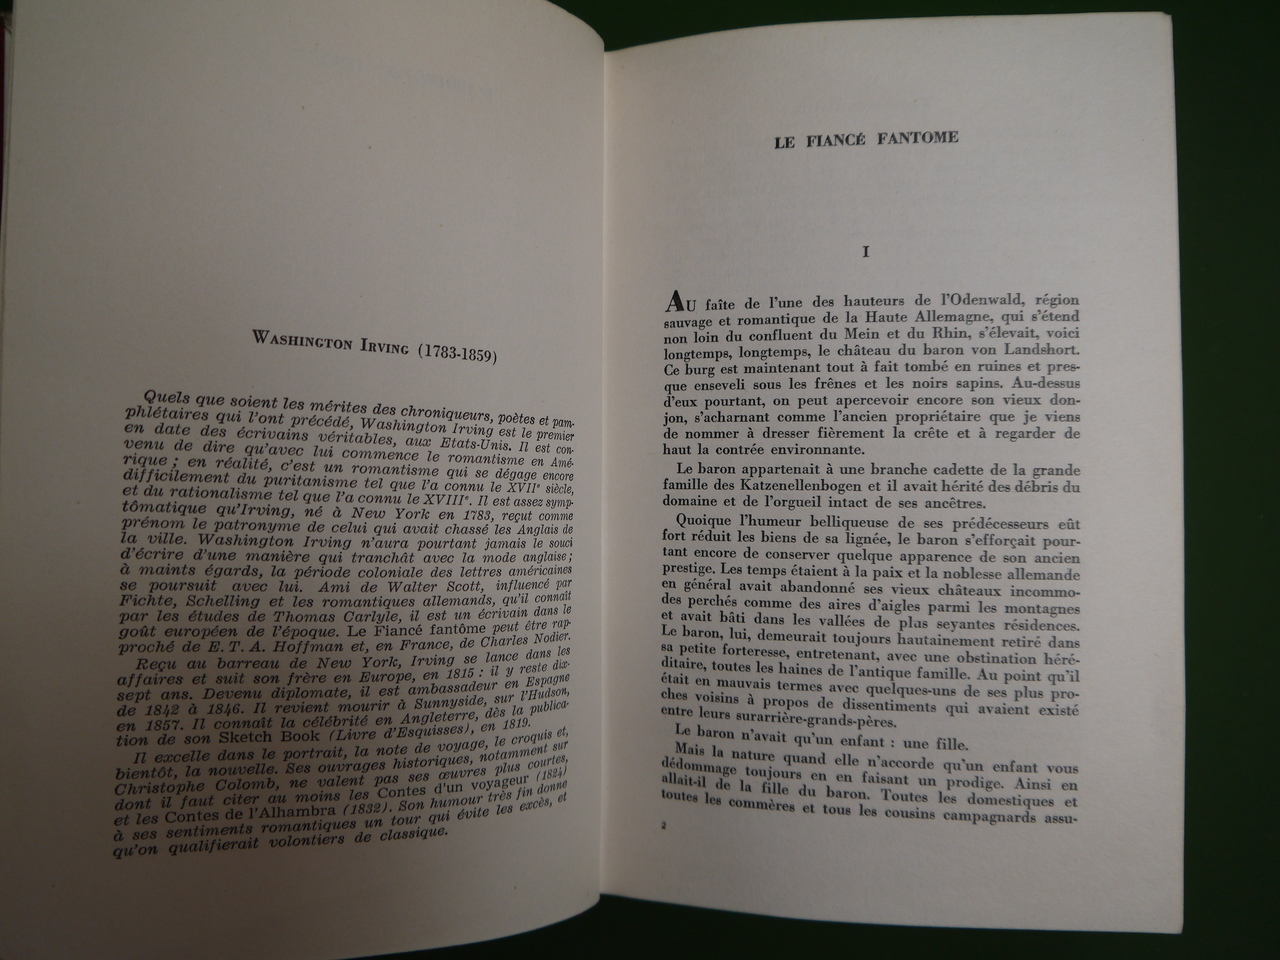 WASHINGTON IRVING (1783-1859)
Quels que soient les mérites des chroniqueurs, poètes et pam-
phlétaires qui l'ont précédé, Washington Irving est le premier
en date des écrivains véritables, aux Etats-Unis. Il est con-
venu de dire qu'avec lui commence le romantisme en Amé-
rique ; en réalité, c'est un romantisme qui se dégage encore
difficilement du puritanisme tel que l'a connu le XVIIe siècle,
et du rationalisme tel que l'a connu le XVIIIe. Il est assez symp-
tômatique qu'Irving, né à New York en 1783, reçut comme
prénom le patronyme de celui qui avait chassé les Anglais de
la ville. Washington Irving n'aura pourtant jamais le souci
d'écrire d'une manière qui tranchât avec la mode anglaise ;
à maints égards, la période coloniale des lettres américaines
se poursuit avec lui. Ami de Walter Scott, influencé par
Fichte, Schelling et les romantiques allemands, qu'il connaît
par les études de Thomas Carlyle, il est un écrivain dans le
goût européen de l'époque. Le Fiancé fantôme peut être rap-
proché de E. T. A. Hoffman et, en France, de Charles Nodier.
Reçu au barreau de New York, Irving se lance dans les
affaires et suit son frère en Europe, en 1815 : il y reste dix-
sept ans. Devenu diplomate, il est ambassadeur en Espagne
de 1842 à 1846. Il revient mourir à Sunnyside, sur l'Hudson,
en 1857. Il connaît la célébrité en Angleterre, dès la publica-
tion de son Sketch Book (Livre d'Esquisses), en 1819.
Il excelle dans le portrait, la note de voyage, le croquis et,
bientôt, la nouvelle. Ses ouvrages historiques, notamment sur
Christophe Colomb, ne valent pas ses œuvres plus courtes,
dont il faut citer au moins les Contes d'un voyageur (1824)
et les Contes de l'Alhambra (1832). Son humour très fin donne
à ses sentiments romantiques un tour qui évite les excès, et
qu'on qualifierait volontiers de classique.
LE FIANCÉ FANTOME
I
AU faîte de l'une des hauteurs de l'Odenwald, région
sauvage et romantique de la Haute Allemagne, qui s'étend
non loin du confluent du Mein et du Rhin, s'élevait, voici
longtemps, longtemps, le château du baron von Landshort.
Ce burg est maintenant tout à fait tombé en ruines et pres-
que enseveli sous les frênes et les noirs sapins. Au-dessus
d'eux pourtant, on peut apercevoir encore son vieux don-
jon, s'acharnant comme l'ancien propriétaire que je viens
de nommer à dresser fièrement la crête et à regarder de
haut la contrée environnante.
Le baron appartenait à une branche cadette de la grande
famille des Katzenellenbogen et il avait hérité des débris du
domaine et de l'orgueil intact de ses ancêtres.
Quoique l'humeur belliqueuse de ses prédécesseurs eût
fort réduit les biens de sa lignée, le baron s'efforçait pour-
tant encore de conserver quelque apparence de son ancien
prestige. Les temps étaient à la paix et la noblesse allemande
en général avait abandonné ses vieux châteaux incommo-
des perchés comme des aires d'aigles parmi les montagnes
et avait bâti dans les vallées de plus seyantes résidences.
Le baron, lui, demeurait toujours hautainement retiré dans
sa petite forteresse, entretenant, avec une obstination héré-
ditaire, toutes les haines de l'antique famille. Au point qu'il
était en mauvais termes avec quelques-uns de ses plus pro-
ches voisins à propos de dissentiments qui avaient existé
entre leurs surarrière-grands-pères.
Le baron n'avait qu'un enfant : une fille.
Mais la nature quand elle n'accorde qu'un enfant vous
dédommage toujours en en faisant un prodige. Ainsi en
allait-il de la fille du baron. Toutes les domestiques et
toutes les commères et tous les cousins campagnards assu-
2